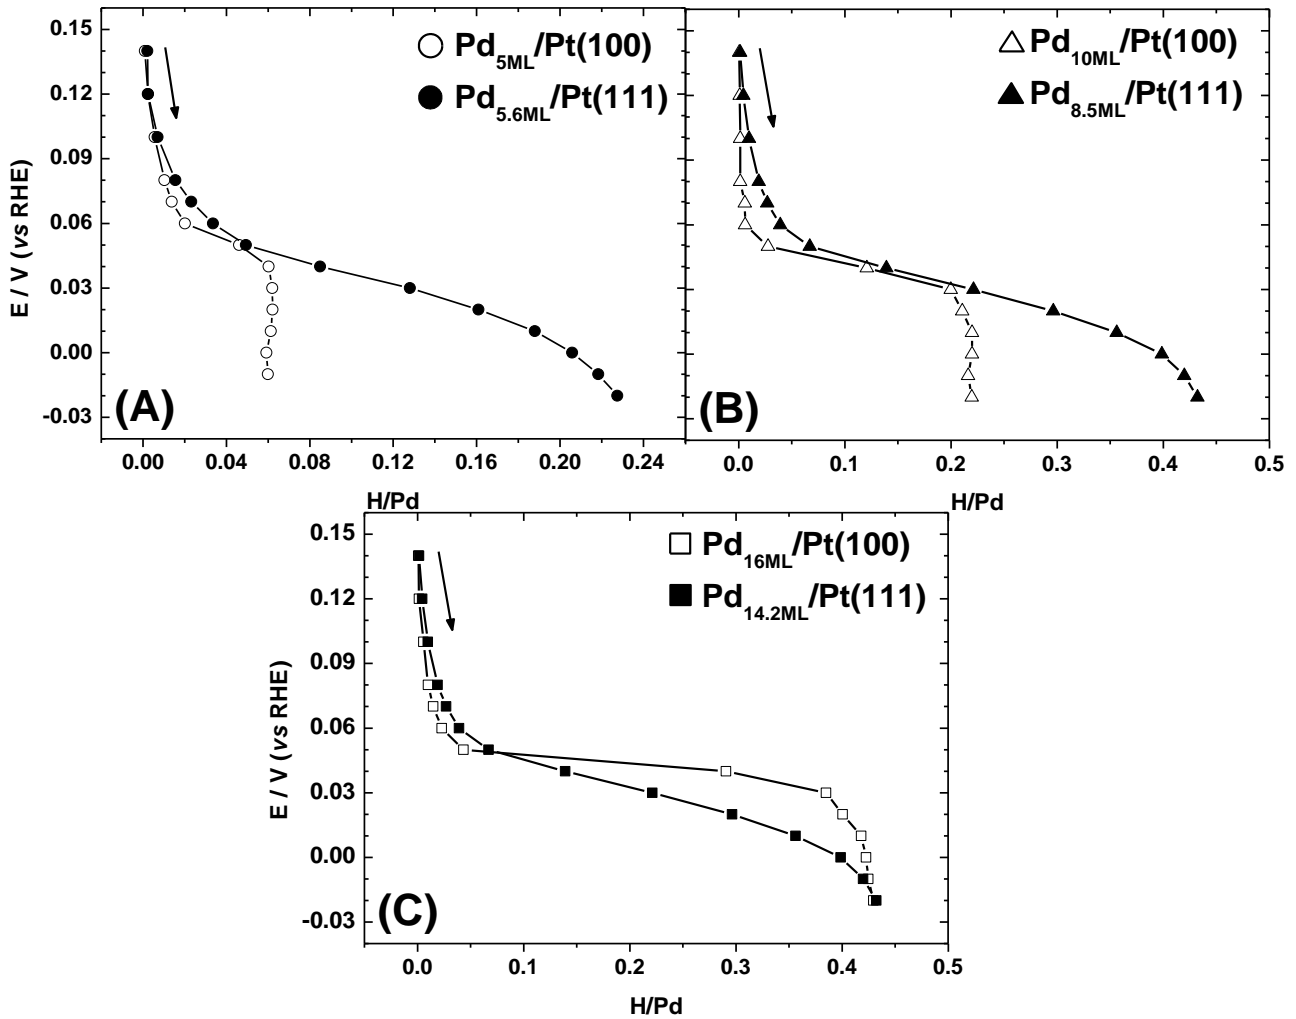 0.15
0.12
0.09
0.06
0.03
0.00
-0.03
E / V (vs RHE)
Pd5ML/Pt(100)
Pd5.6ML/Pt(111)
(A)
0.00 0.04 0.08 0.12 0.16 0.20 0.24
H/Pd
Pd10ML/Pt(100)
Pd8.5ML/Pt(111)
(B)
0.0 0.1 0.2 0.3 0.4 0.5
H/Pd
0.15
0.12
0.09
0.06
0.03
0.00
-0.03
E / V (vs RHE)
Pd16ML/Pt(100)
Pd14.2ML/Pt(111)
(C)
0.0 0.1 0.2 0.3 0.4 0.5
H/Pd